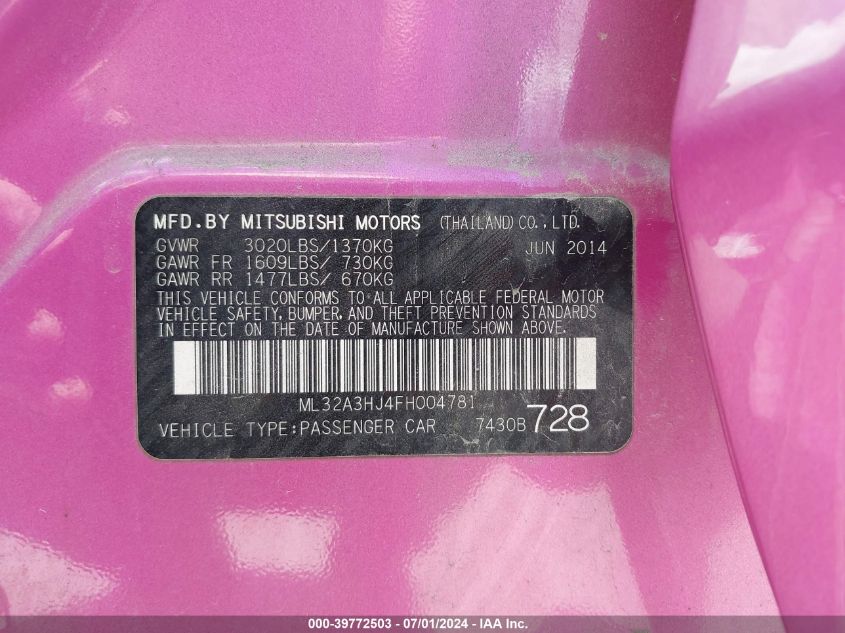 MFD.BY MITSUBISHI MOTORS (THAILAND) CO.,LTD.
GVWR 3020LBS/1370KG JUN 2014
GAWR FR 1609LBS/ 730KG
GAWR RR 1477LBS/ 670KG
THIS VEHICLE CONFORMS TO ALL APPLICABLE FEDERAL MOTOR
VEHICLE SAFETY, BUMPER, AND THEFT PREVENTION STANDARDS
IN EFFECT ON THE DATE OF MANUFACTURE SHOWN ABOVE.
ML32A3HJ4FH004781
VEHICLE TYPE:PASSENGER CAR 7430B 728
000-39772503 - 07/01/2024 - IAA Inc.